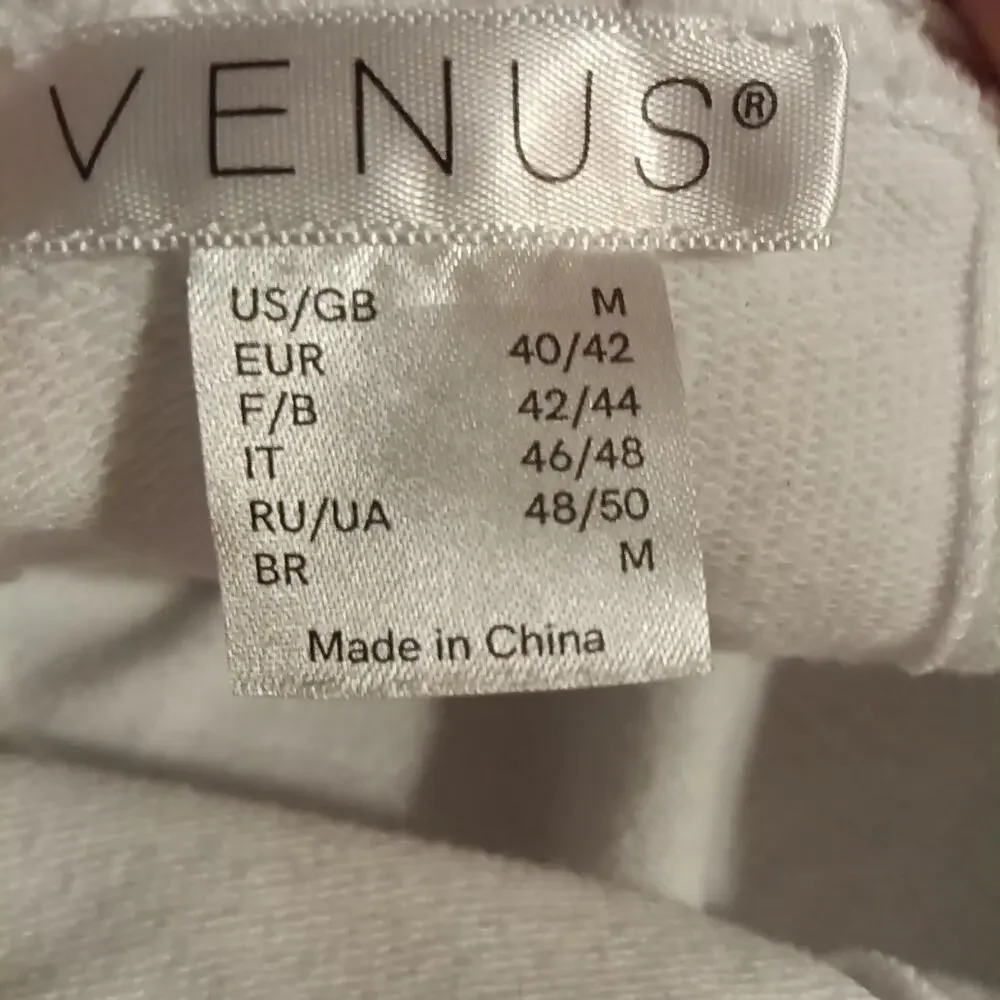 VENUS®
US/GB M
EUR 40/42
F/B 42/44
IT 46/48
RU/UA 48/50
BR M
Made in China